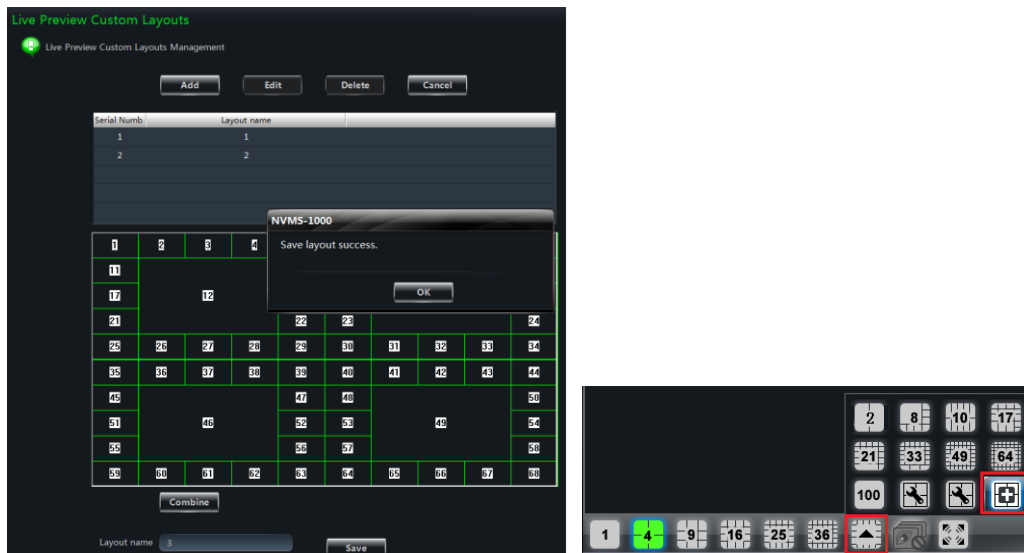 Live Preview Custom Layouts
Live Preview Custom Layouts Management
Add Edit Delete Cancel
Serial Numb Layout name
1 1
2 2
NVMS-1000
Save layout success.
OK
1 2 3 4
11
17 12
21 22 23 24
25 26 27 28 29 30 31 32 33 34
35 36 37 38 39 40 41 42 43 44
45 47 48 50
51 46 52 53 49 54
55 56 57 58
59 60 61 62 63 64 65 66 67 68
Combine
Layout name 3 Save
2 8 10 17
21 33 49 64
100
1 4 9 16 25 36